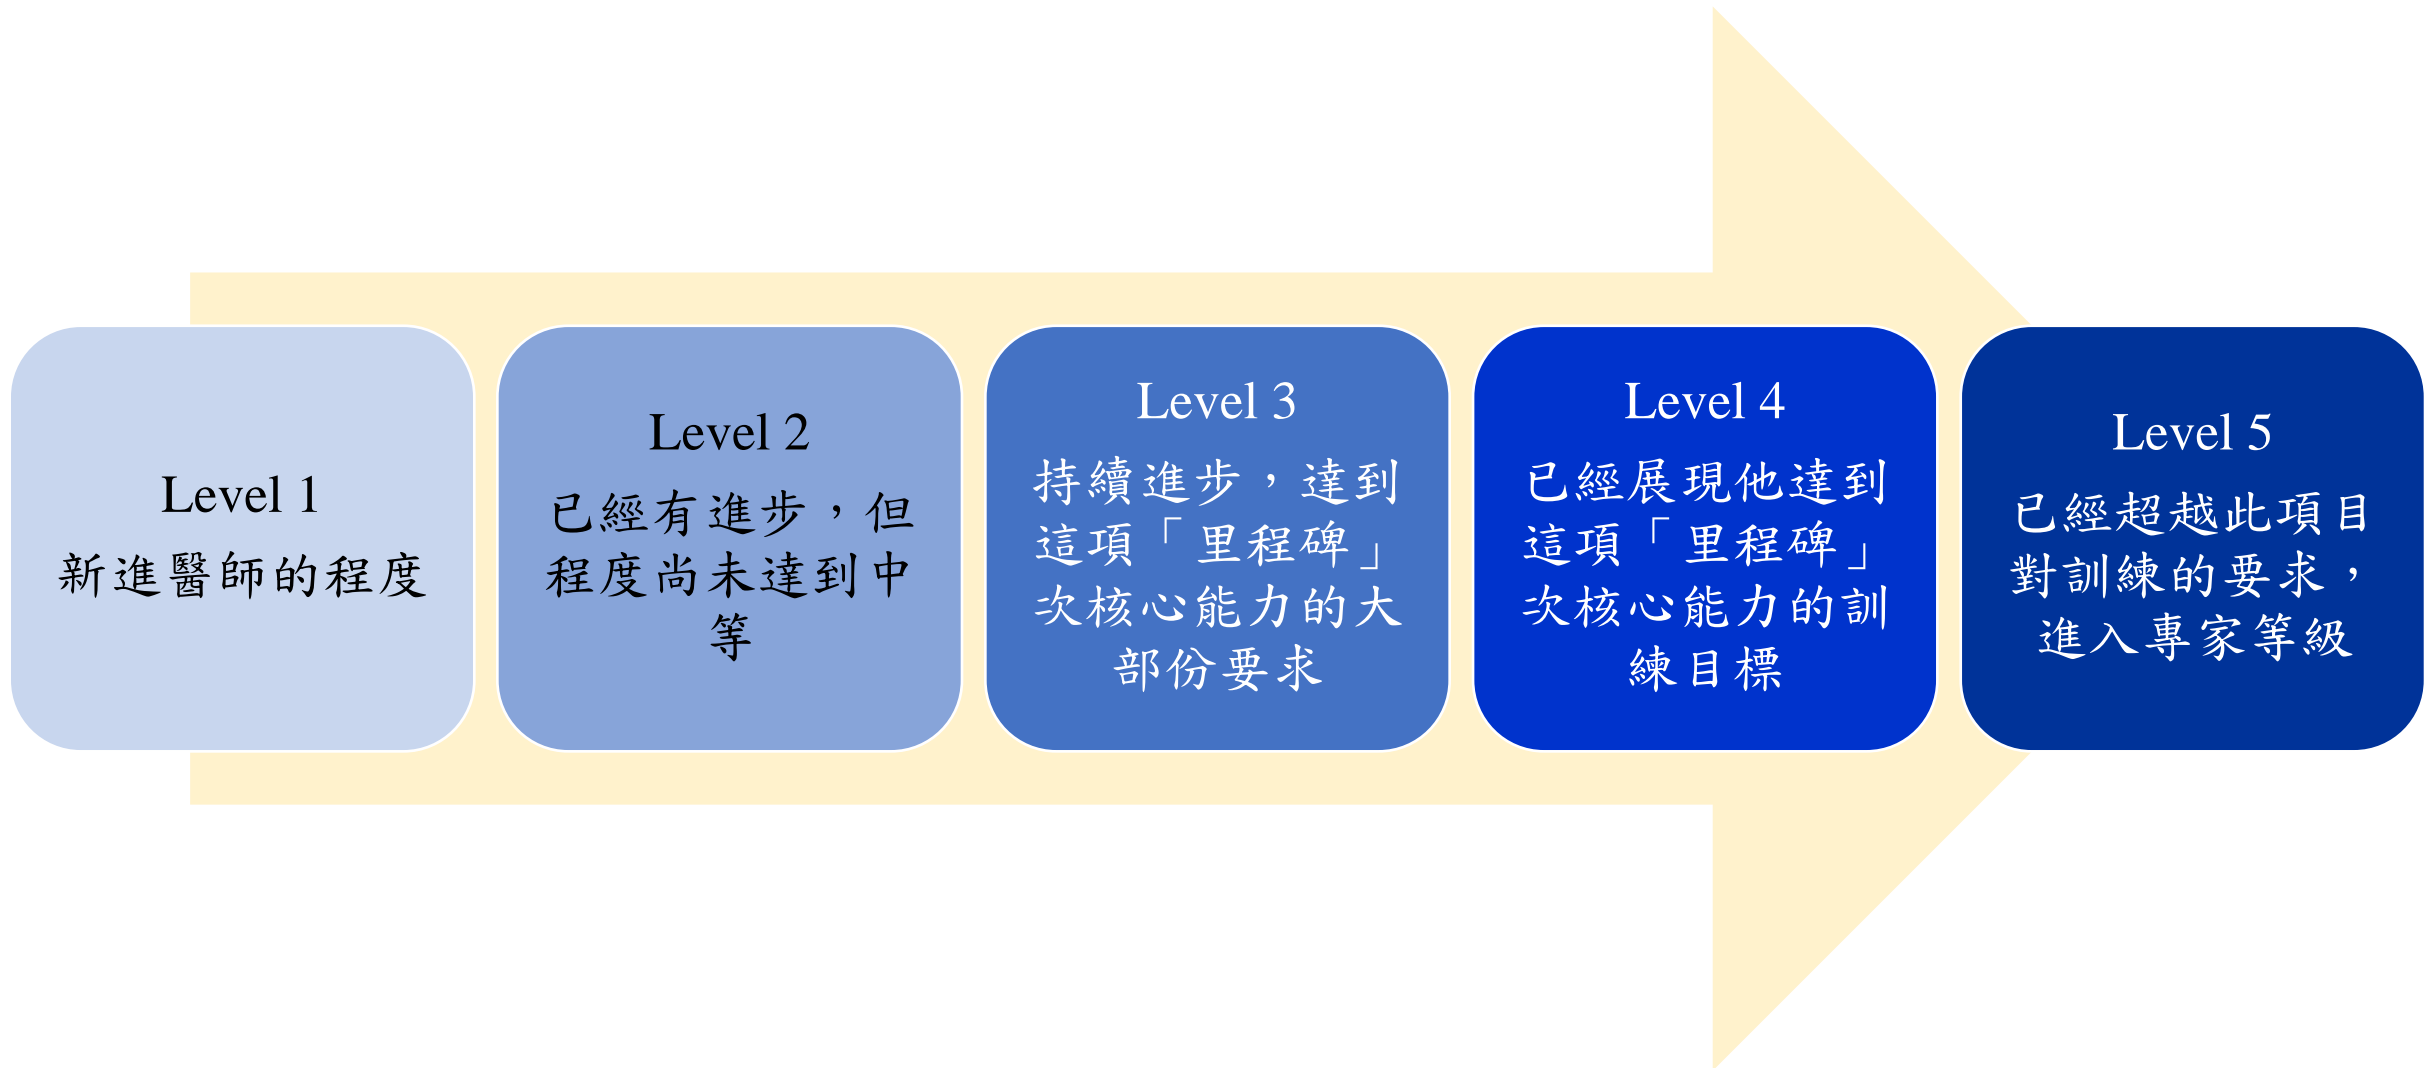 Level 1
新進醫師的程度
Level 2
已經有進步，但
程度尚未達到中
等
Level 3
持續進步，達到
這項「里程碑」
次核心能力的大
部份要求
Level 4
已經展現他達到
這項「里程碑」
次核心能力的訓
練目標
Level 5
已經超越此項目
對訓練的要求，
進入專家等級